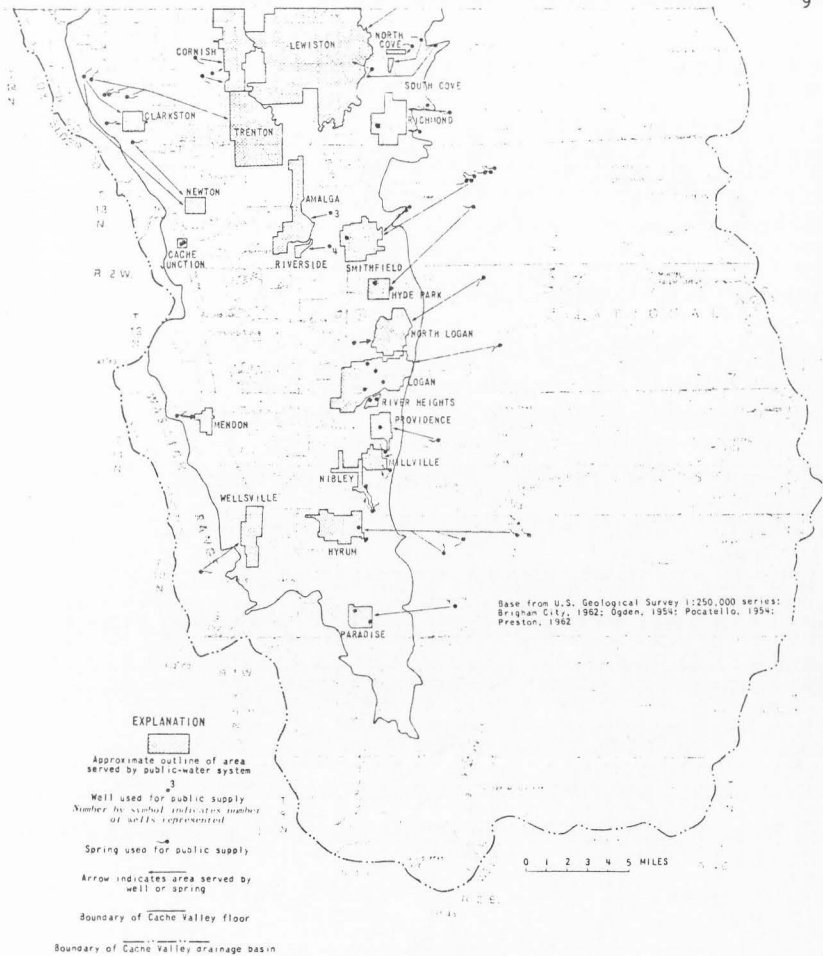 9
NORTH
COVE
CORNISH
LEWISTON
SOUTH
COVE
CLARKSTON
TRENTON
RICHMOND
NEWTON
AMALGA
3
T
13
N.
4
CACHE
JUNCTION
RIVERSIDE
SMITHFIELD
R 2 W.
HYDE PARK
NORTH LOGAN
LOGAN
RIVER HEIGHTS
PROVIDENCE
MENDON
MILLVILLE
NIBLEY
WELLSVILLE
HYRUM
PARADISE
Base from U.S. Geological Survey 1:250,000 series:
Brigham City, 1962; Ogden, 1954; Pocatello, 1954;
Preston, 1962
EXPLANATION
Approximate outline of area
served by public-water system
3
Well used for public supply
Number by symbol indicates number
of wells represented
Spring used for public supply
Arrow indicates area served by
well or spring
Boundary of Cache Valley floor
Boundary of Cache Valley drainage basin
0 1 2 3 4 5 MILES